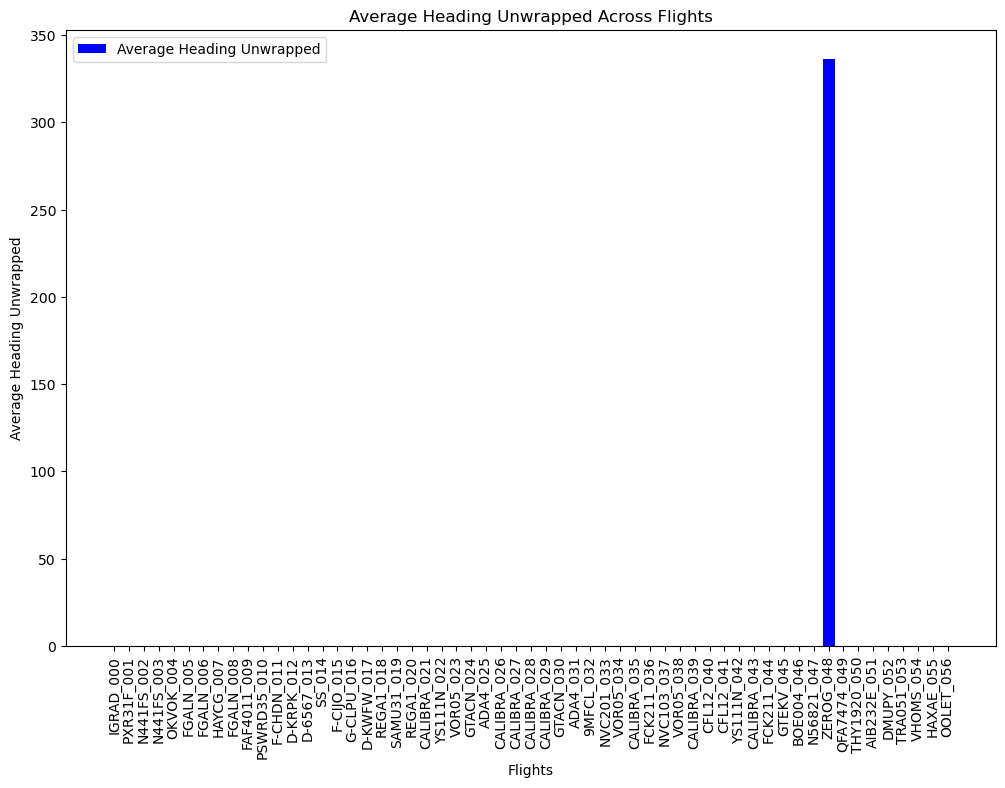 Average Heading Unwrapped Across Flights
Average Heading Unwrapped
350
300
250
200
150
100
50
0
Average Heading Unwrapped
IGRAD_000
PXR31F_001
N441FS_002
N441FS_003
OKVOK_004
FGALN_005
FGALN_006
HAYCG_007
FGALN_008
FAF4011_009
PSWRD35_010
F-CHDN_011
D-KRPK_012
D-6567_013
SS_014
F-CIJO_015
G-CLPU_016
D-KWFW_017
REGA1_018
SAMU31_019
REGA1_020
CALIBRA_021
YS111N_022
VOR05_023
GTACN_024
ADA4_025
CALIBRA_026
CALIBRA_027
CALIBRA_028
CALIBRA_029
GTACN_030
ADA4_031
9MFCL_032
NVC201_033
VOR05_034
CALIBRA_035
FCK211_036
NVC103_037
VOR05_038
CALIBRA_039
CFL12_040
CFL12_041
YS111N_042
CALIBRA_043
FCK211_044
GTEKV_045
BOE004_046
N56821_047
ZEROG_048
QFA7474_049
THY1920_050
AIB232E_051
DMUPY_052
TRA051_053
VHOMS_054
HAXAE_055
OOLET_056
Flights